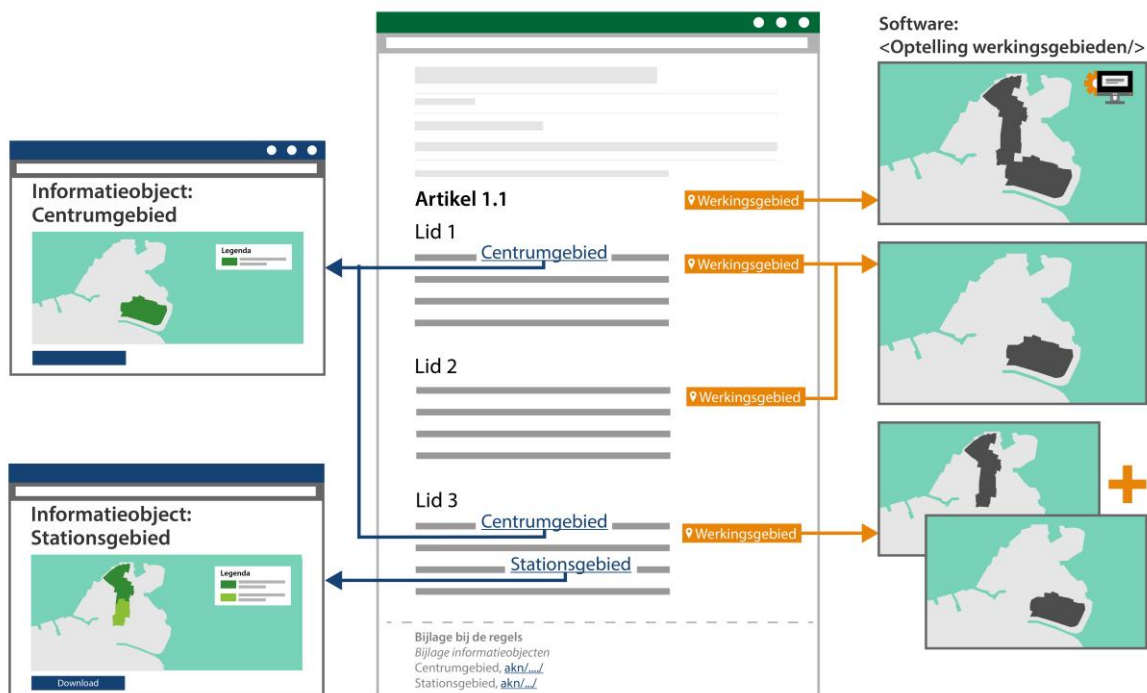 Informatieobject:
Centrumgebied
Legenda
Informatieobject:
Stationsgebied
Legenda
Download
Artikel 1.1
Werkingsgebied
Lid 1
Centrumgebied
Werkingsgebied
Lid 2
Werkingsgebied
Lid 3
Centrumgebied
Werkingsgebied
Stationsgebied
Bijlage bij de regels
Bijlage informatieobjecten
Centrumgebied, akn/..../
Stationsgebied, akn/.../
Software:
<Optelling werkingsgebieden/>